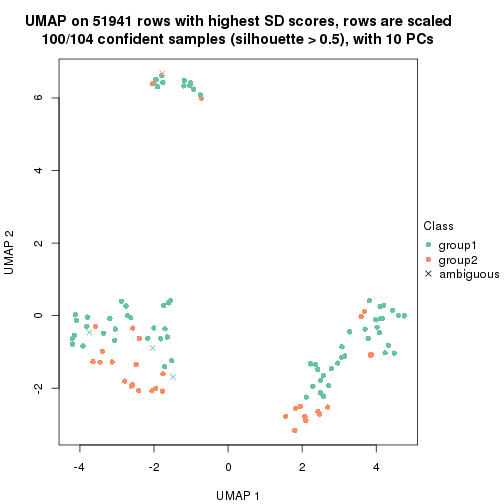 UMAP on 51941 rows with highest SD scores, rows are scaled
100/104 confident samples (silhouette > 0.5), with 10 PCs
6
4
2
0
-2
UMAP 2
-4
-2
0
2
4
UMAP 1
Class
group1
group2
ambiguous